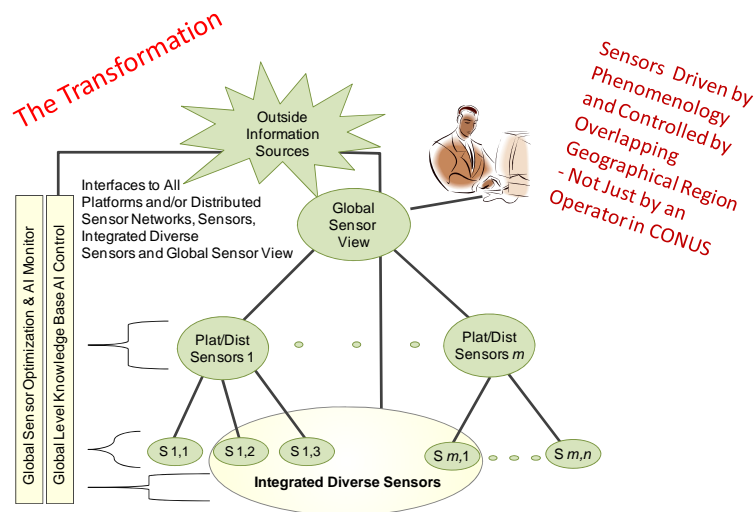 The Transformation
Sensors Driven by
Phenomenology
and Controlled by
Overlapping
Geographical Region
- Not Just by an
Operator in CONUS
Outside
Information
Sources
Interfaces to All
Platforms and/or Distributed
Sensor Networks, Sensors,
Integrated Diverse
Sensors and Global Sensor View
Global
Sensor
View
Global Sensor Optimization & AI Monitor
Global Level Knowledge Base AI Control
Plat/Dist
Sensors 1
Plat/Dist
Sensors m
S 1,1
S 1,2
S 1,3
S m,1
S m,n
Integrated Diverse Sensors